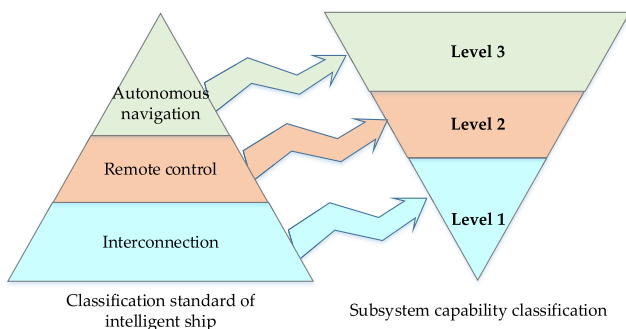 Autonomous
navigation
Remote control
Interconnection
Classification standard of
intelligent ship
Level 3
Level 2
Level 1
Subsystem capability classification